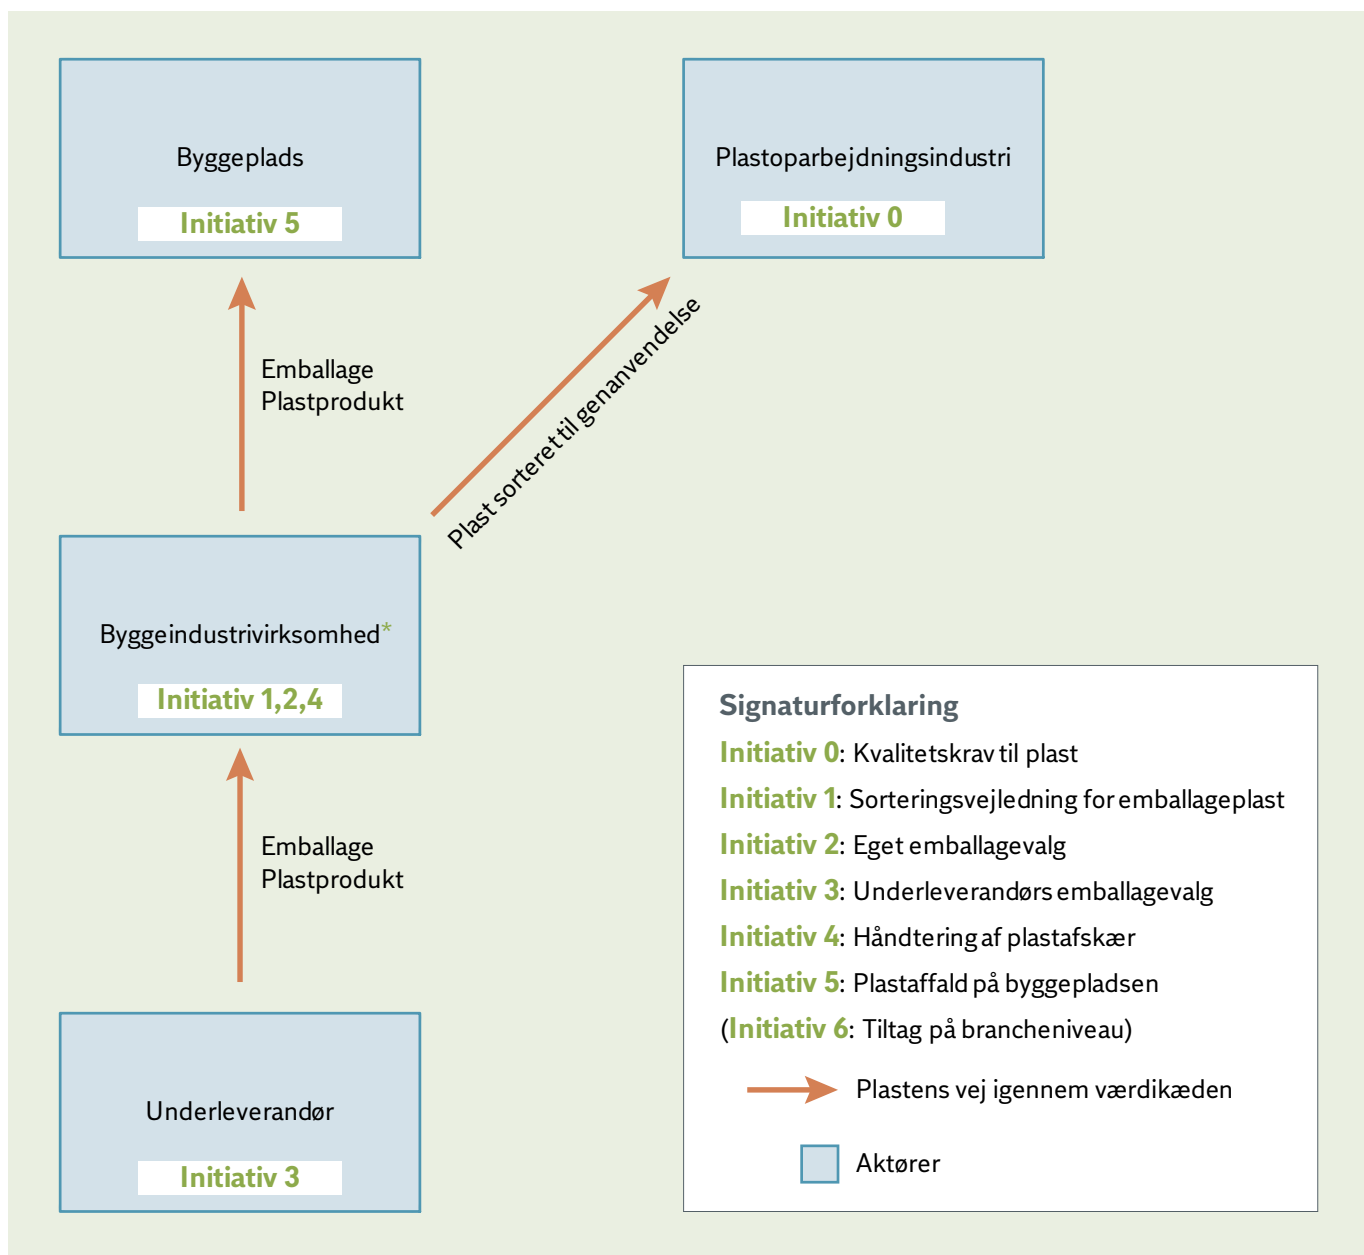 Byggeplads
Initiativ 5
Plastoparbejdningsindustri
Initiativ 0
Emballage
Plastprodukt
Plast sorteret til genanvendelse
Byggeindustrivirksomhed*
Initiativ 1,2,4
Emballage
Plastprodukt
Underleverandør
Initiativ 3
Signaturforklaring
Initiativ 0: Kvalitetskrav til plast
Initiativ 1: Sorteringsvejledning for emballageplast
Initiativ 2: Eget emballagevalg
Initiativ 3: Underleverandørs emballagevalg
Initiativ 4: Håndtering af plastafskær
Initiativ 5: Plastaffald på byggepladsen
(Initiativ 6: Tiltag på brancheniveau)
Plastens vej igennem værdikæden
Aktører